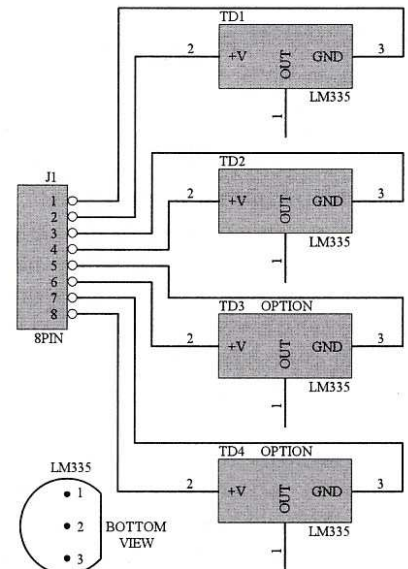 TD1
2 +V OUT GND 3
LM335
1
TD2
2 +V OUT GND 3
LM335
1
J1
1
2
3
4
5
6
7
8
8PIN
TD3 OPTION
2 +V OUT GND 3
LM335
1
TD4 OPTION
2 +V OUT GND 3
LM335
1
LM335
1
2
3
BOTTOM
VIEW